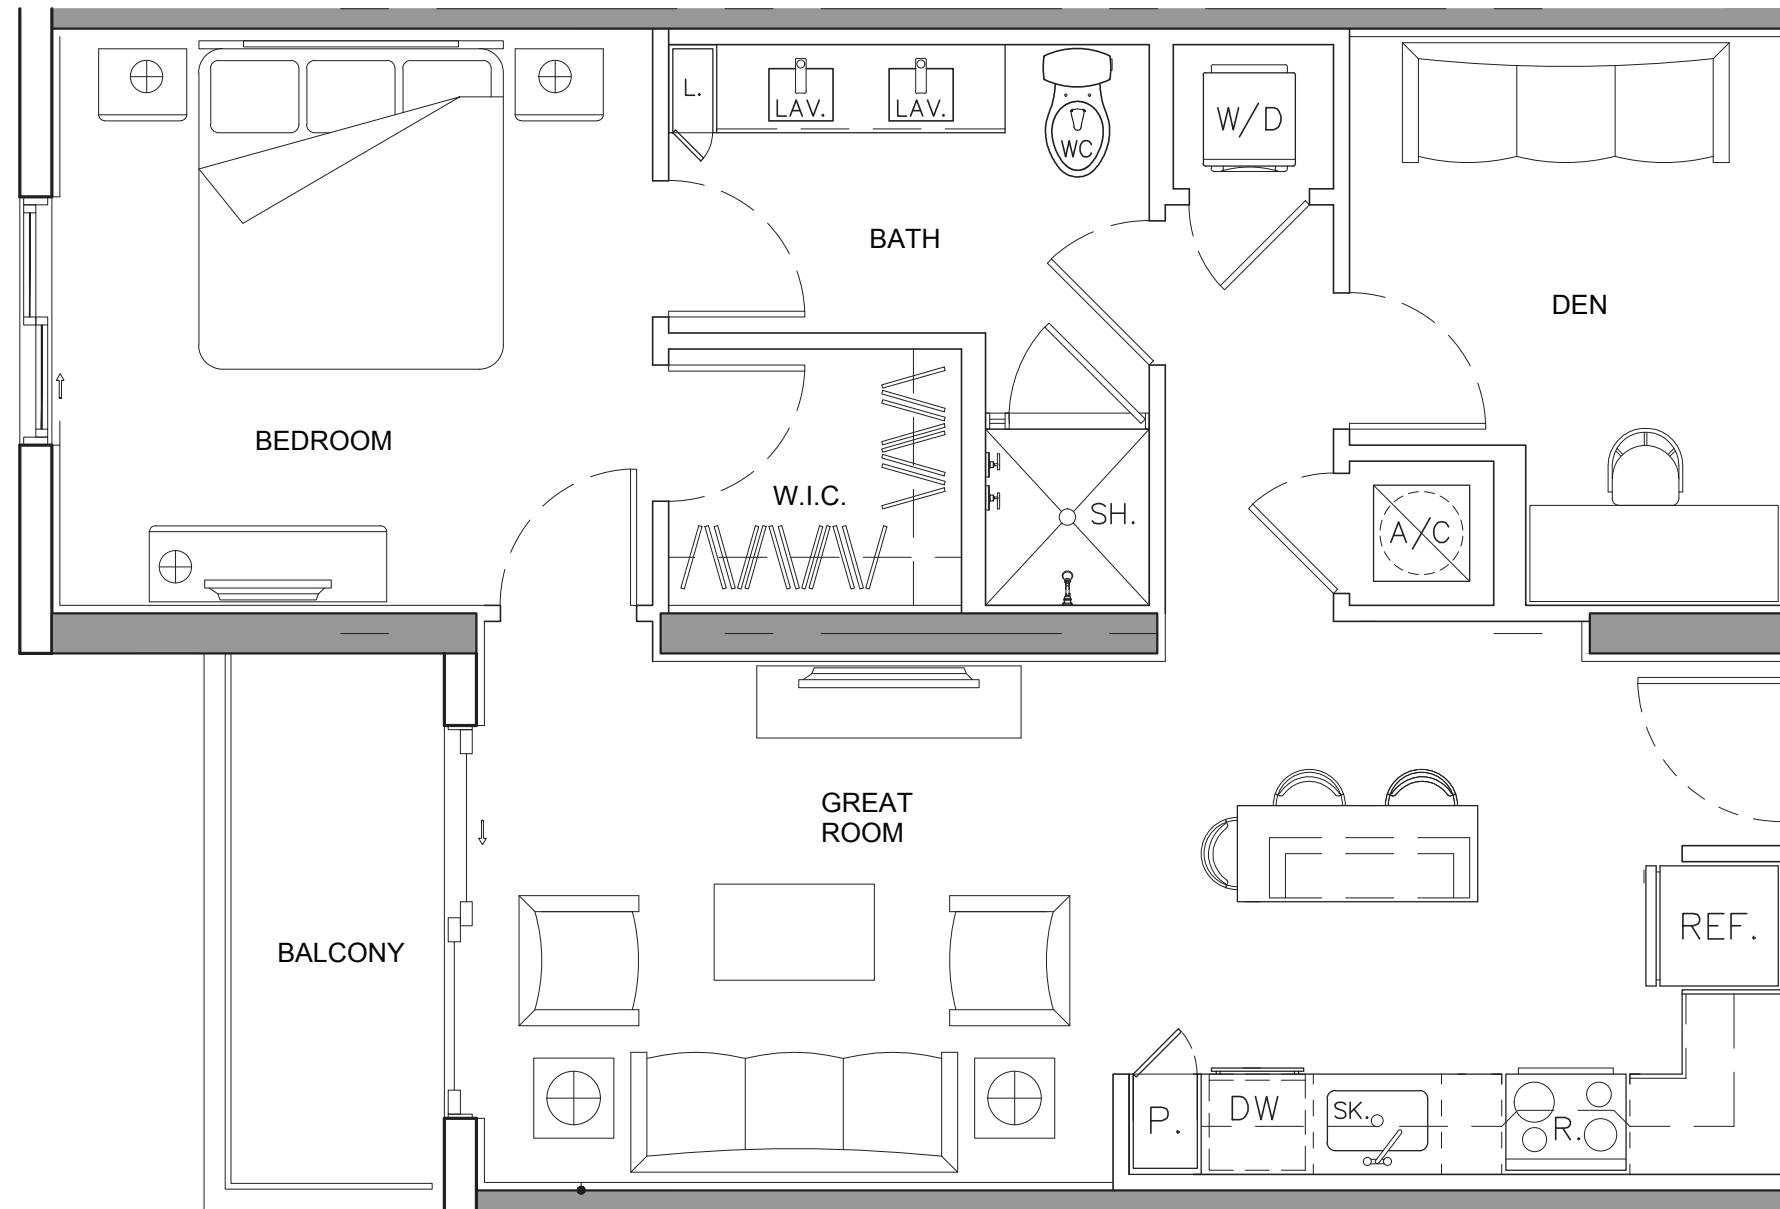 L.
LAV.
LAV.
WC
W/D
BATH
DEN
BEDROOM
W.I.C.
SH.
A/C
GREAT
ROOM
BALCONY
REF.
P.
DW
SK.
R.